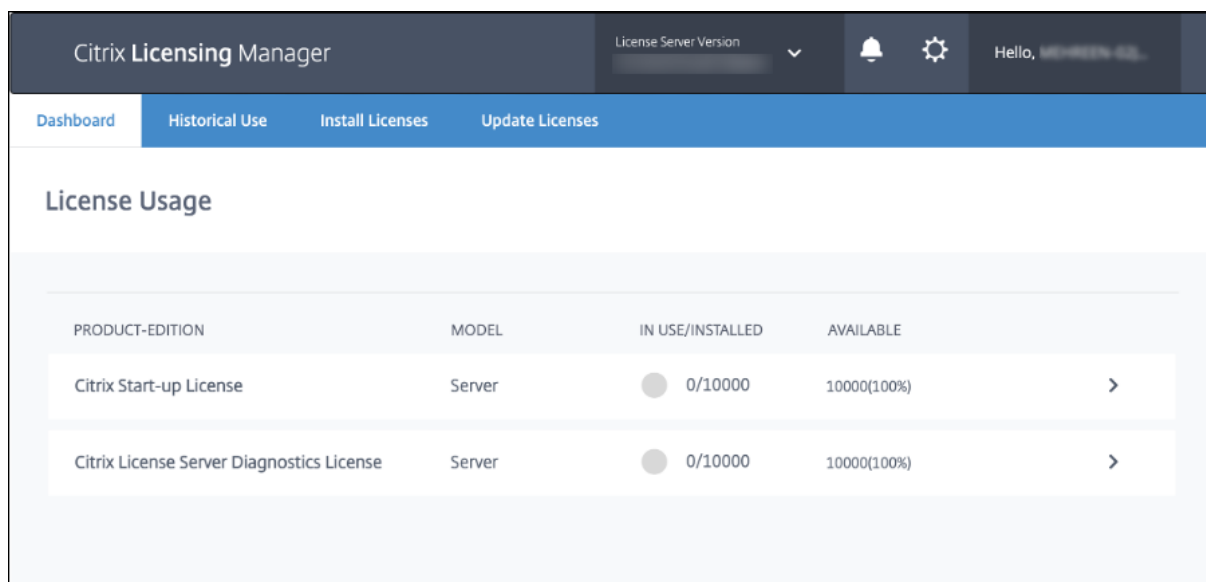 Citrix Licensing Manager
License Server Version
Hello,
Dashboard Historical Use Install Licenses Update Licenses
License Usage
PRODUCT-EDITION MODEL IN USE/INSTALLED AVAILABLE
Citrix Start-up License Server 0/10000 10000(100%)
Citrix License Server Diagnostics License Server 0/10000 10000(100%)